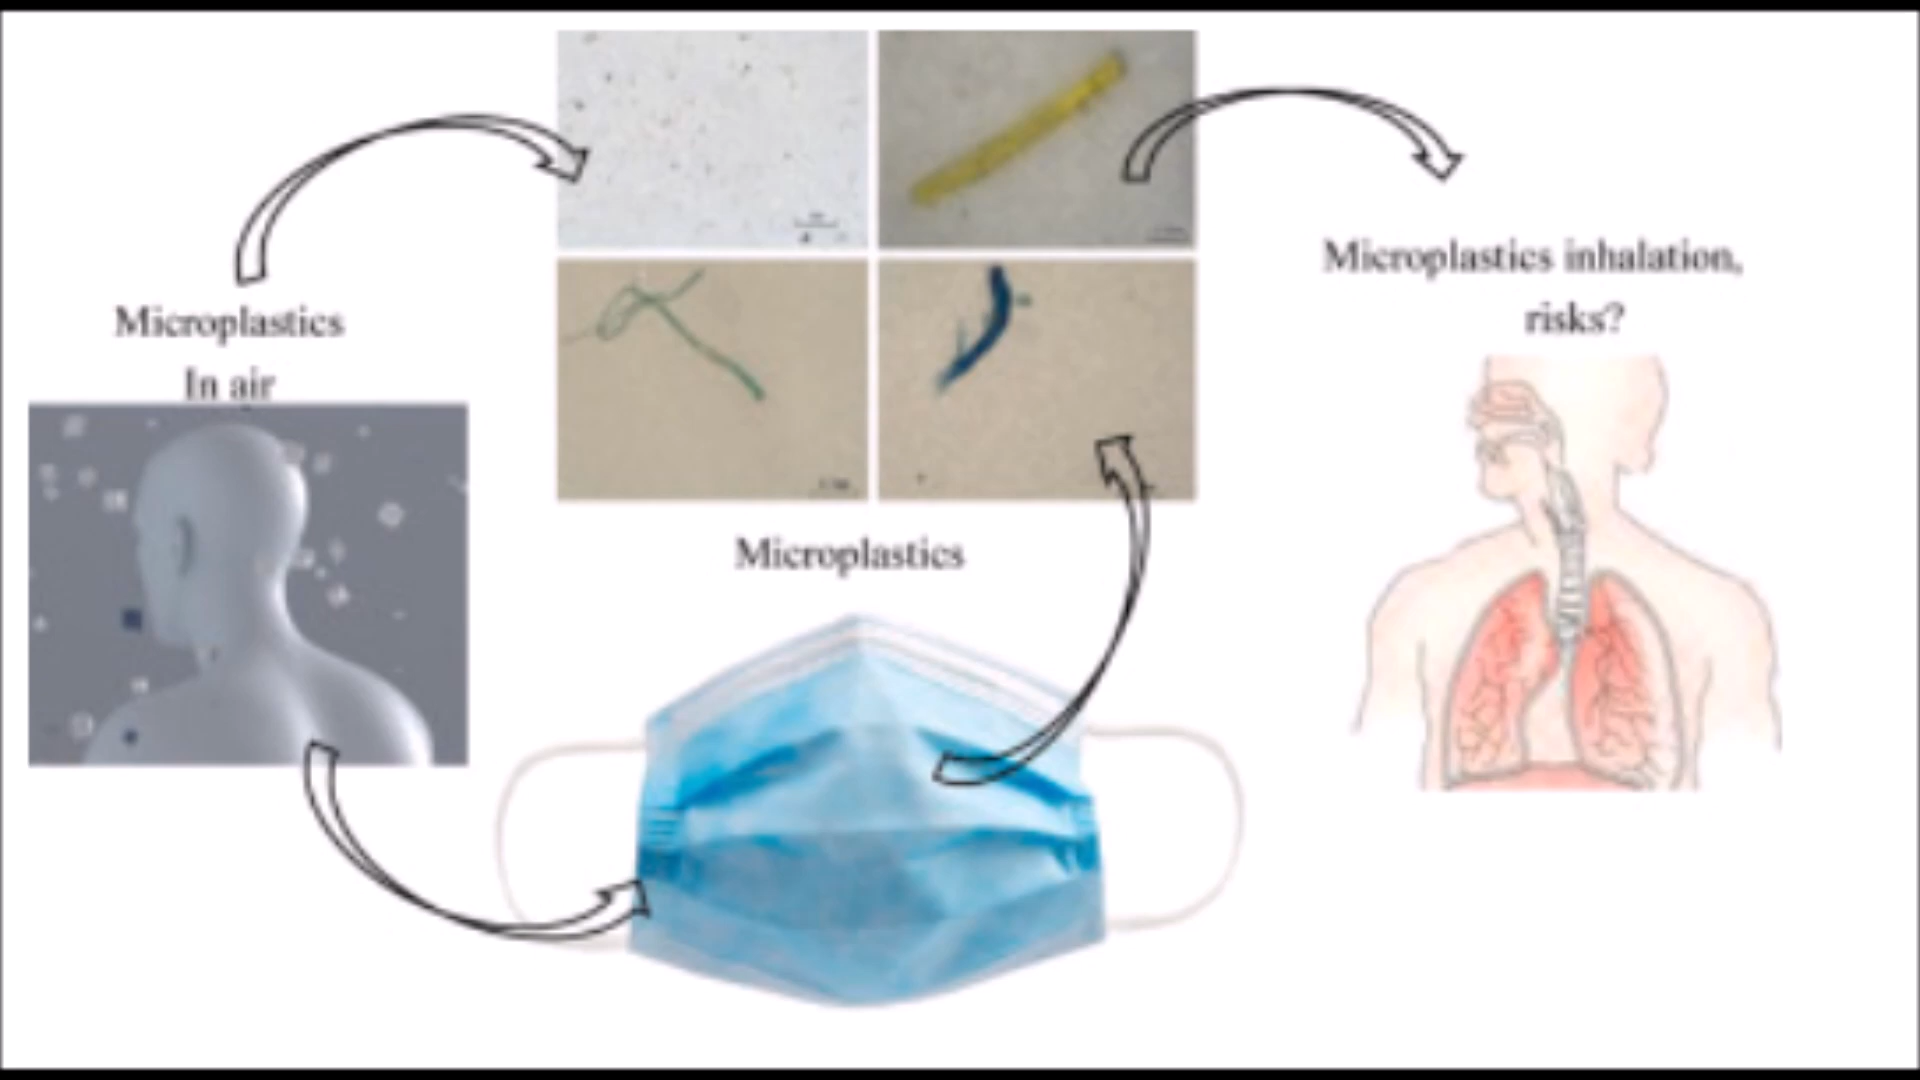 Microplastics
In air
Microplastics
Microplastics inhalation,
risks?